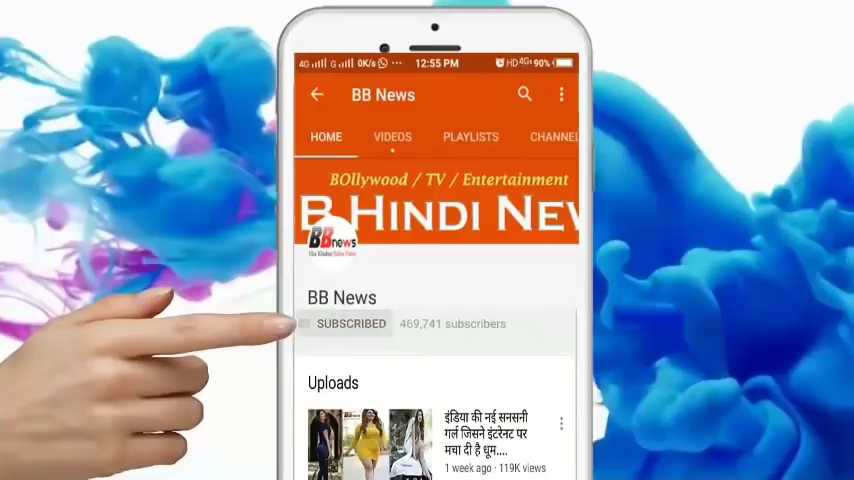 4G G 0K/s ... 12:55 PM HD 4G 90%
BB News
HOME VIDEOS PLAYLISTS CHANNEL
BOllywood / TV / Entertainment
B HINDI NEW
BBnews
BB News
SUBSCRIBED 469,741 subscribers
Uploads
इंडिया की नई सनसनी
गर्ल जिसने इंटरनेट पर
मचा दी है धूम....
1 week ago · 119K views